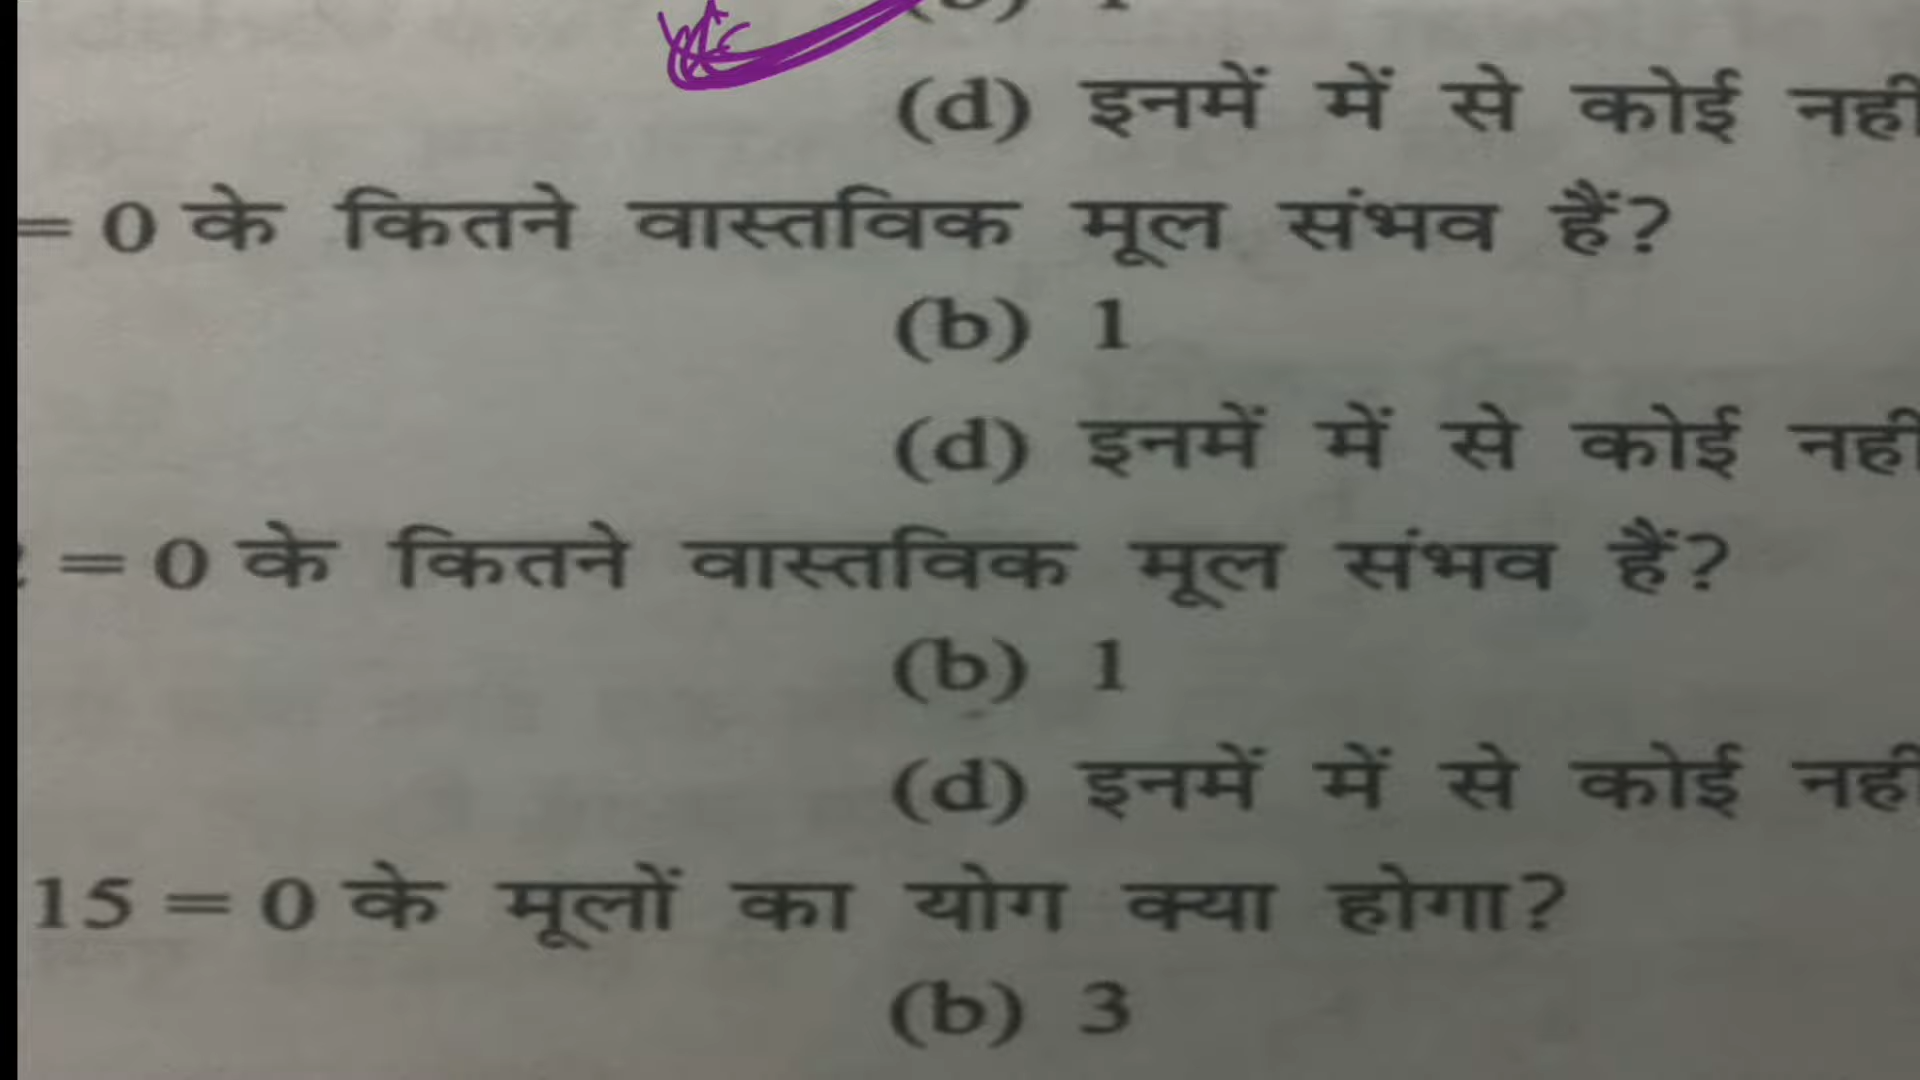 (d) इनमें में से कोई नही
= 0 के कितने वास्तविक मूल संभव हैं?
(b) 1
(d) इनमें में से कोई नही
= 0 के कितने वास्तविक मूल संभव हैं?
(b) 1
(d) इनमें में से कोई नही
15 = 0 के मूलों का योग क्या होगा?
(b) 3